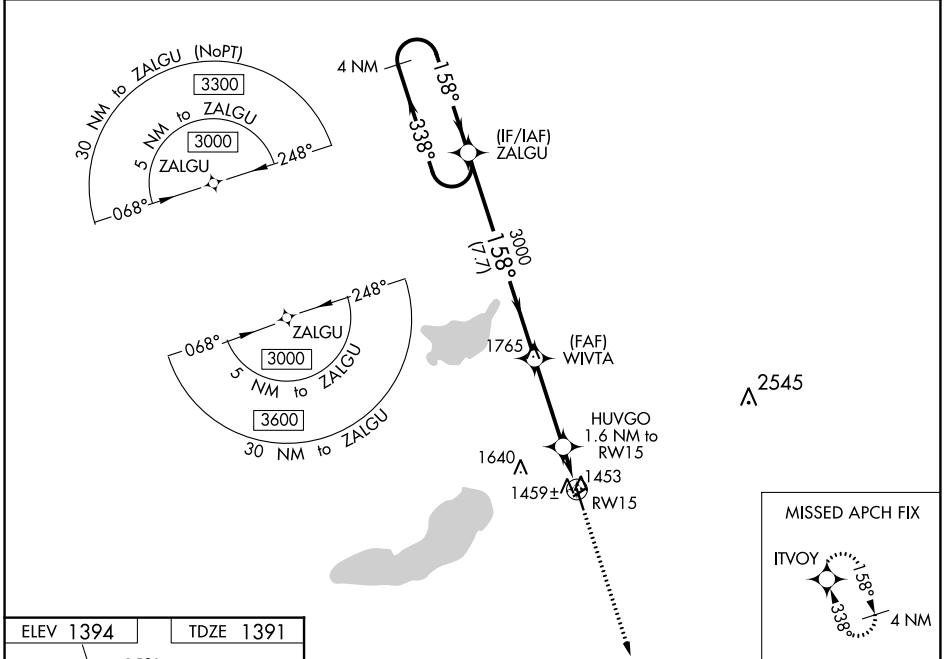 30 NM to ZALGU (NoPT)
3300
5 NM to ZALGU
3000
ZALGU
248°
068°
4 NM
158°
338°
(IF/IAF)
ZALGU
3000
158°
(7.7)
248°
068°
ZALGU
3000
5 NM to ZALGU
3600
30 NM to ZALGU
1765
(FAF)
WIVTA
2545
HUVGO
1.6 NM to
RW15
1640
1453
1459±
RW15
MISSED APCH FIX
ITVOY
158°
338°
4 NM
ELEV 1394
TDZE 1391